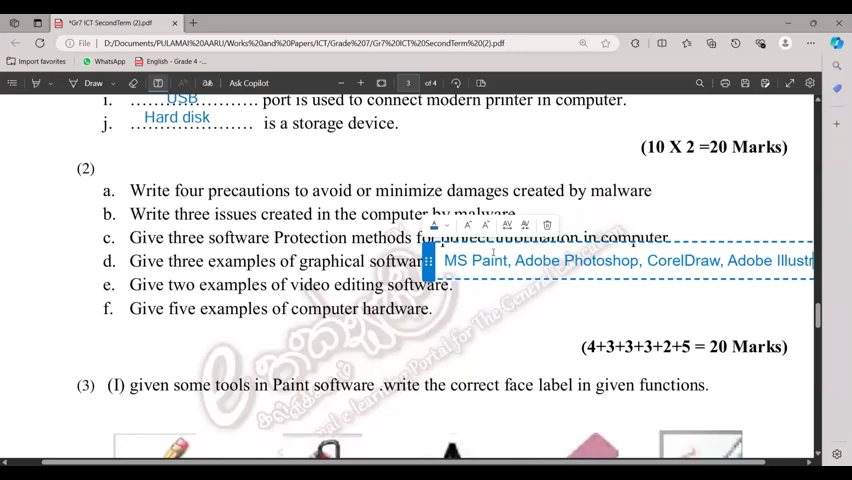 *Gr7 ICT SecondTerm (2).pdf
File D:/Documents/PULAMAI%20AARU/Works%20and%20Papers/ICT/Grade%207/Gr7%20ICT%20SecondTerm%20(2).pdf
Import favorites WhatsApp English - Grade 4 -...
Draw Ask Copilot 3 of 4
i. …USB… port is used to connect modern printer in computer.
j. …Hard disk… is a storage device.
(10 X 2 =20 Marks)
(2)
a. Write four precautions to avoid or minimize damages created by malware
b. Write three issues created in the computer by malware.
c. Give three software Protection methods for protect information in computer
d. Give three examples of graphical software MS Paint, Adobe Photoshop, CorelDraw, Adobe Illustr
e. Give two examples of video editing software.
f. Give five examples of computer hardware.
(4+3+3+3+2+5 = 20 Marks)
(3) (I) given some tools in Paint software .write the correct face label in given functions.